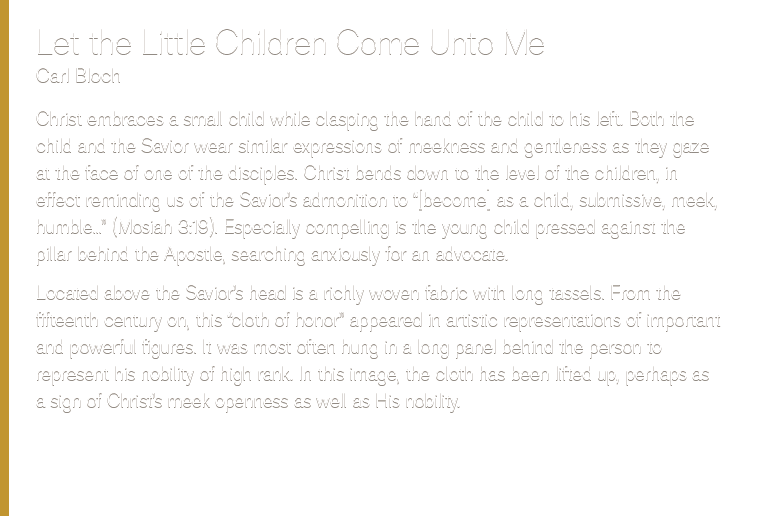 Let the Little Children Come Unto Me
Carl Bloch
Christ embraces a small child while clasping the hand of the child to his left. Both the
child and the Savior wear similar expressions of meekness and gentleness as they gaze
at the face of one of the disciples. Christ bends down to the level of the children, in
effect reminding us of the Savior's admonition to “[become] as a child, submissive, meek,
humble...” (Mosiah 3:19). Especially compelling is the young child pressed against the
pillar behind the Apostle, searching anxiously for an advocate.
Located above the Savior's head is a richly woven fabric with long tassels. From the
fifteenth century on, this “cloth of honor” appeared in artistic representations of important
and powerful figures. It was most often hung in a long panel behind the person to
represent his nobility of high rank. In this image, the cloth has been lifted up, perhaps as
a sign of Christ's meek openness as well as His nobility.